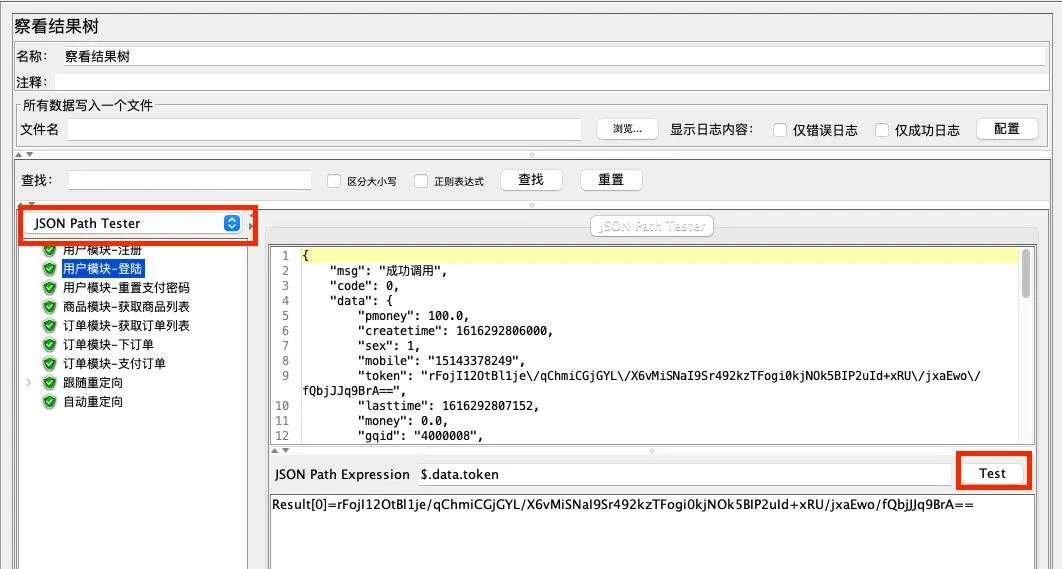 察看结果树
名称： 察看结果树
注释：
所有数据写入一个文件
文件名 浏览... 显示日志内容： 仅错误日志 仅成功日志 配置
查找： 区分大小写 正则表达式 查找 重置
JSON Path Tester
用户模块-注册
用户模块-登陆
用户模块-重置支付密码
商品模块-获取商品列表
订单模块-获取订单列表
订单模块-下订单
订单模块-支付订单
跟随重定向
自动重定向
JSON Path Tester
1 {
2 "msg": "成功调用",
3 "code": 0,
4 "data": {
5 "pmoney": 100.0,
6 "createtime": 1616292806000,
7 "sex": 1,
8 "mobile": "15143378249",
9 "token": "rFojI12OtBl1je\/qChmiCGjGYL\/X6vMiSNaI9Sr492kzTFogi0kjNOk5BIP2uId+xRU\/jxaEwo\/
fQbjJJq9BrA==",
10 "lasttime": 1616292807152,
11 "money": 0.0,
12 "gqid": "4000008",
JSON Path Expression $.data.token Test
Result[0]=rFojI12OtBl1je/qChmiCGjGYL/X6vMiSNaI9Sr492kzTFogi0kjNOk5BIP2uId+xRU/jxaEwo/fQbjJJq9BrA==